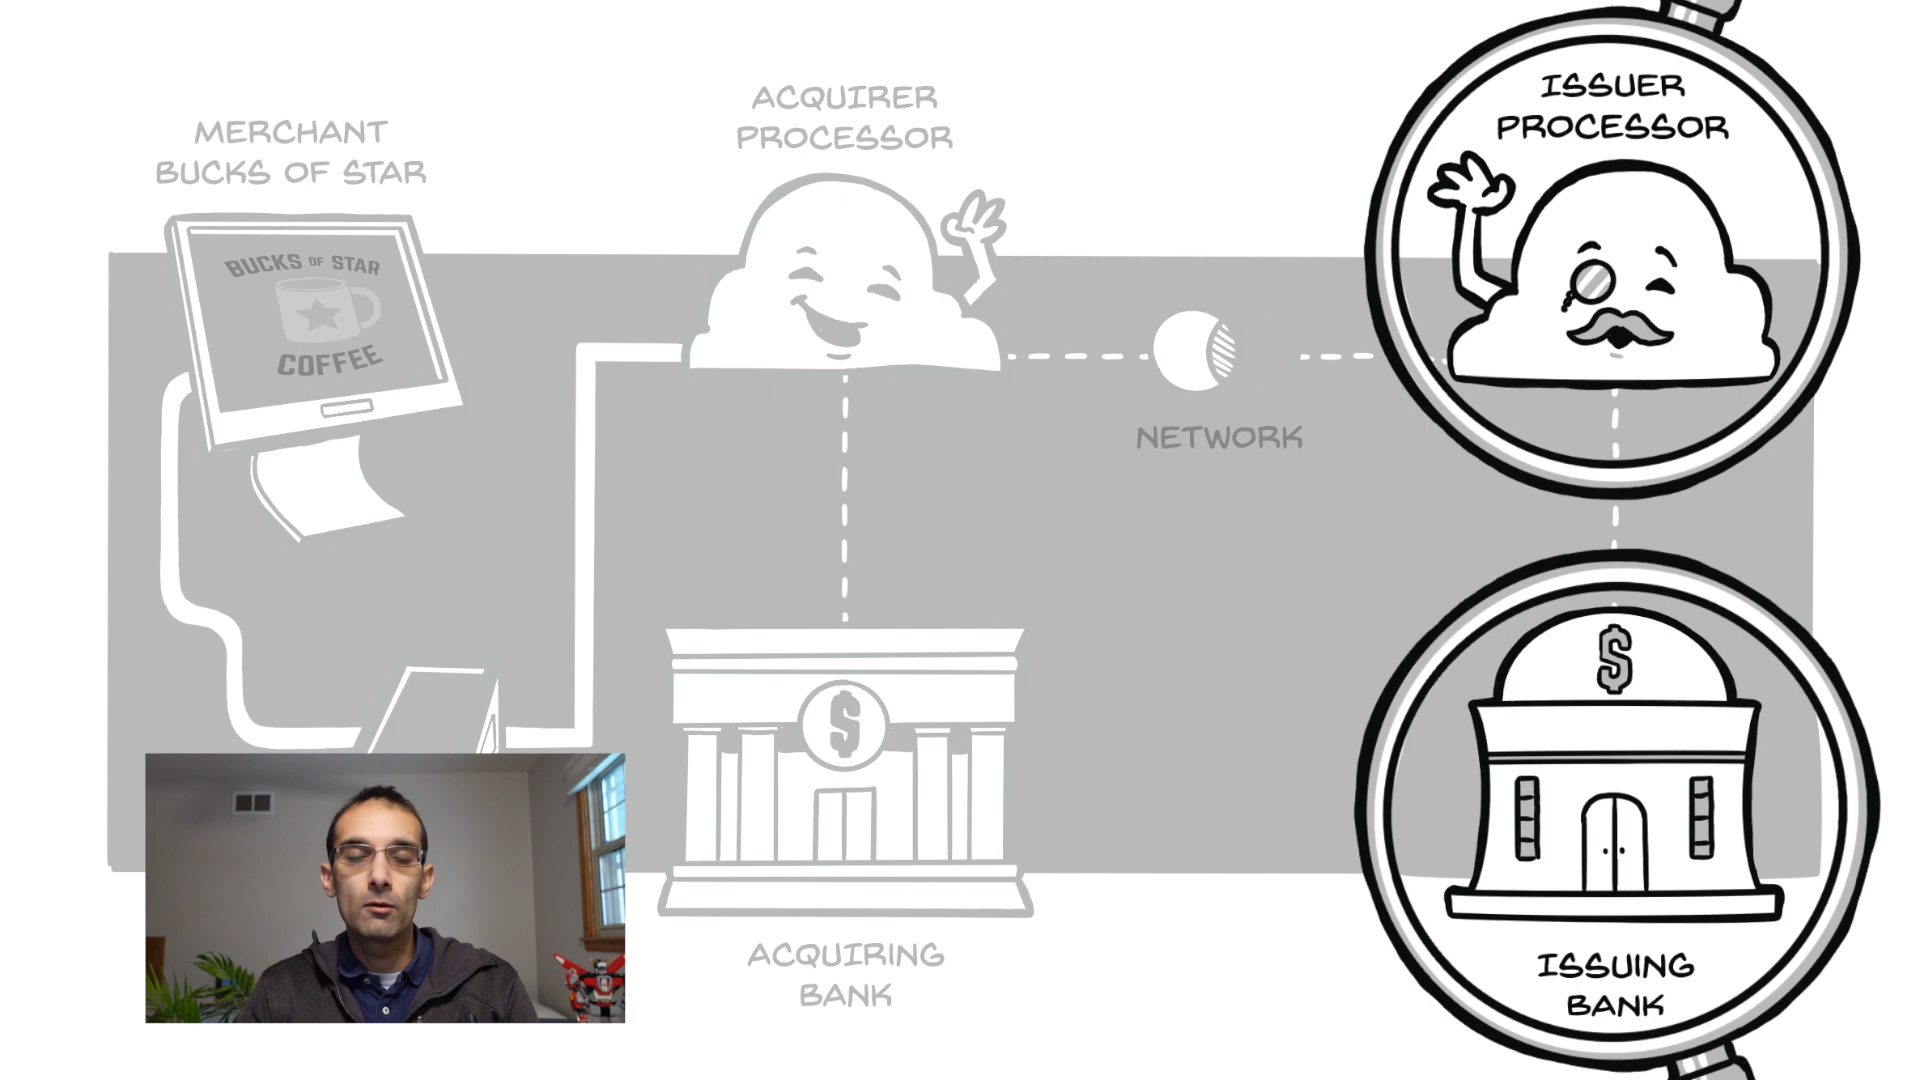 MERCHANT
BUCKS OF STAR
BUCKS OF STAR
COFFEE
ACQUIRER
PROCESSOR
NETWORK
ISSUER
PROCESSOR
$
ACQUIRING
BANK
$
ISSUING
BANK